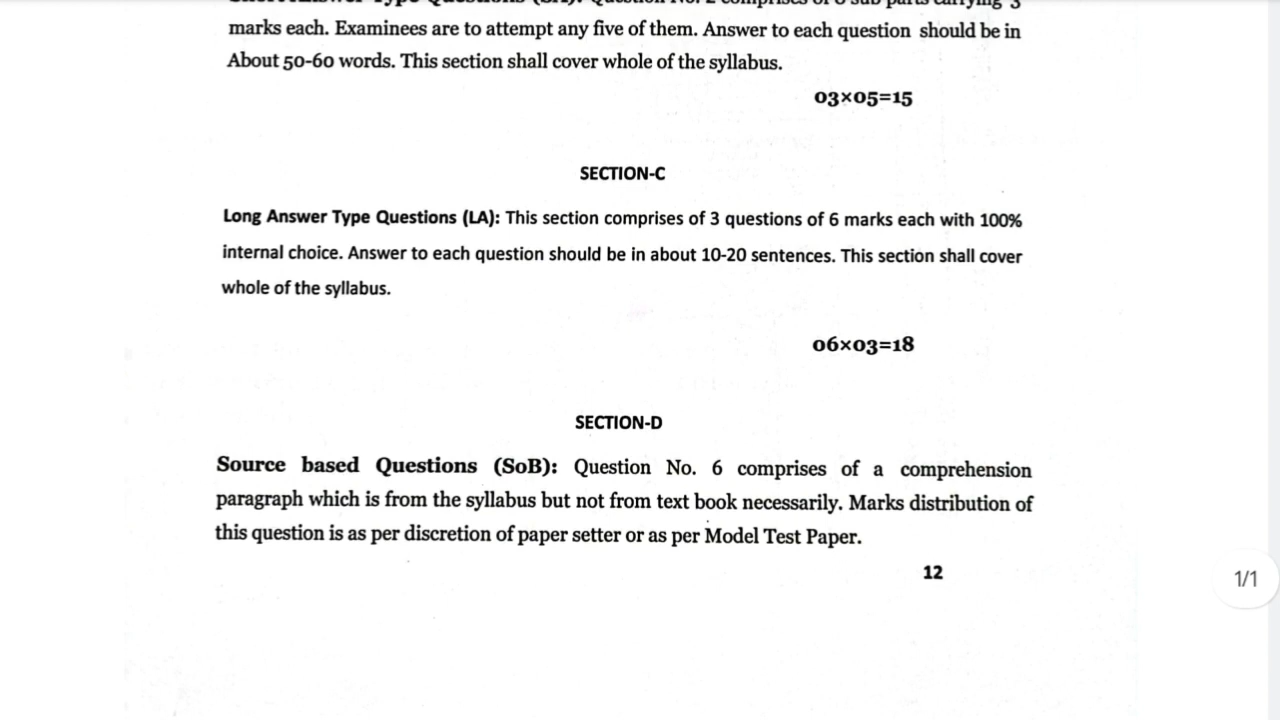 marks each. Examinees are to attempt any five of them. Answer to each question should be in
About 50-60 words. This section shall cover whole of the syllabus.
03×05=15
SECTION-C
Long Answer Type Questions (LA): This section comprises of 3 questions of 6 marks each with 100%
internal choice. Answer to each question should be in about 10-20 sentences. This section shall cover
whole of the syllabus.
06×03=18
SECTION-D
Source based Questions (SoB): Question No. 6 comprises of a comprehension
paragraph which is from the syllabus but not from text book necessarily. Marks distribution of
this question is as per discretion of paper setter or as per Model Test Paper.
12
1/1